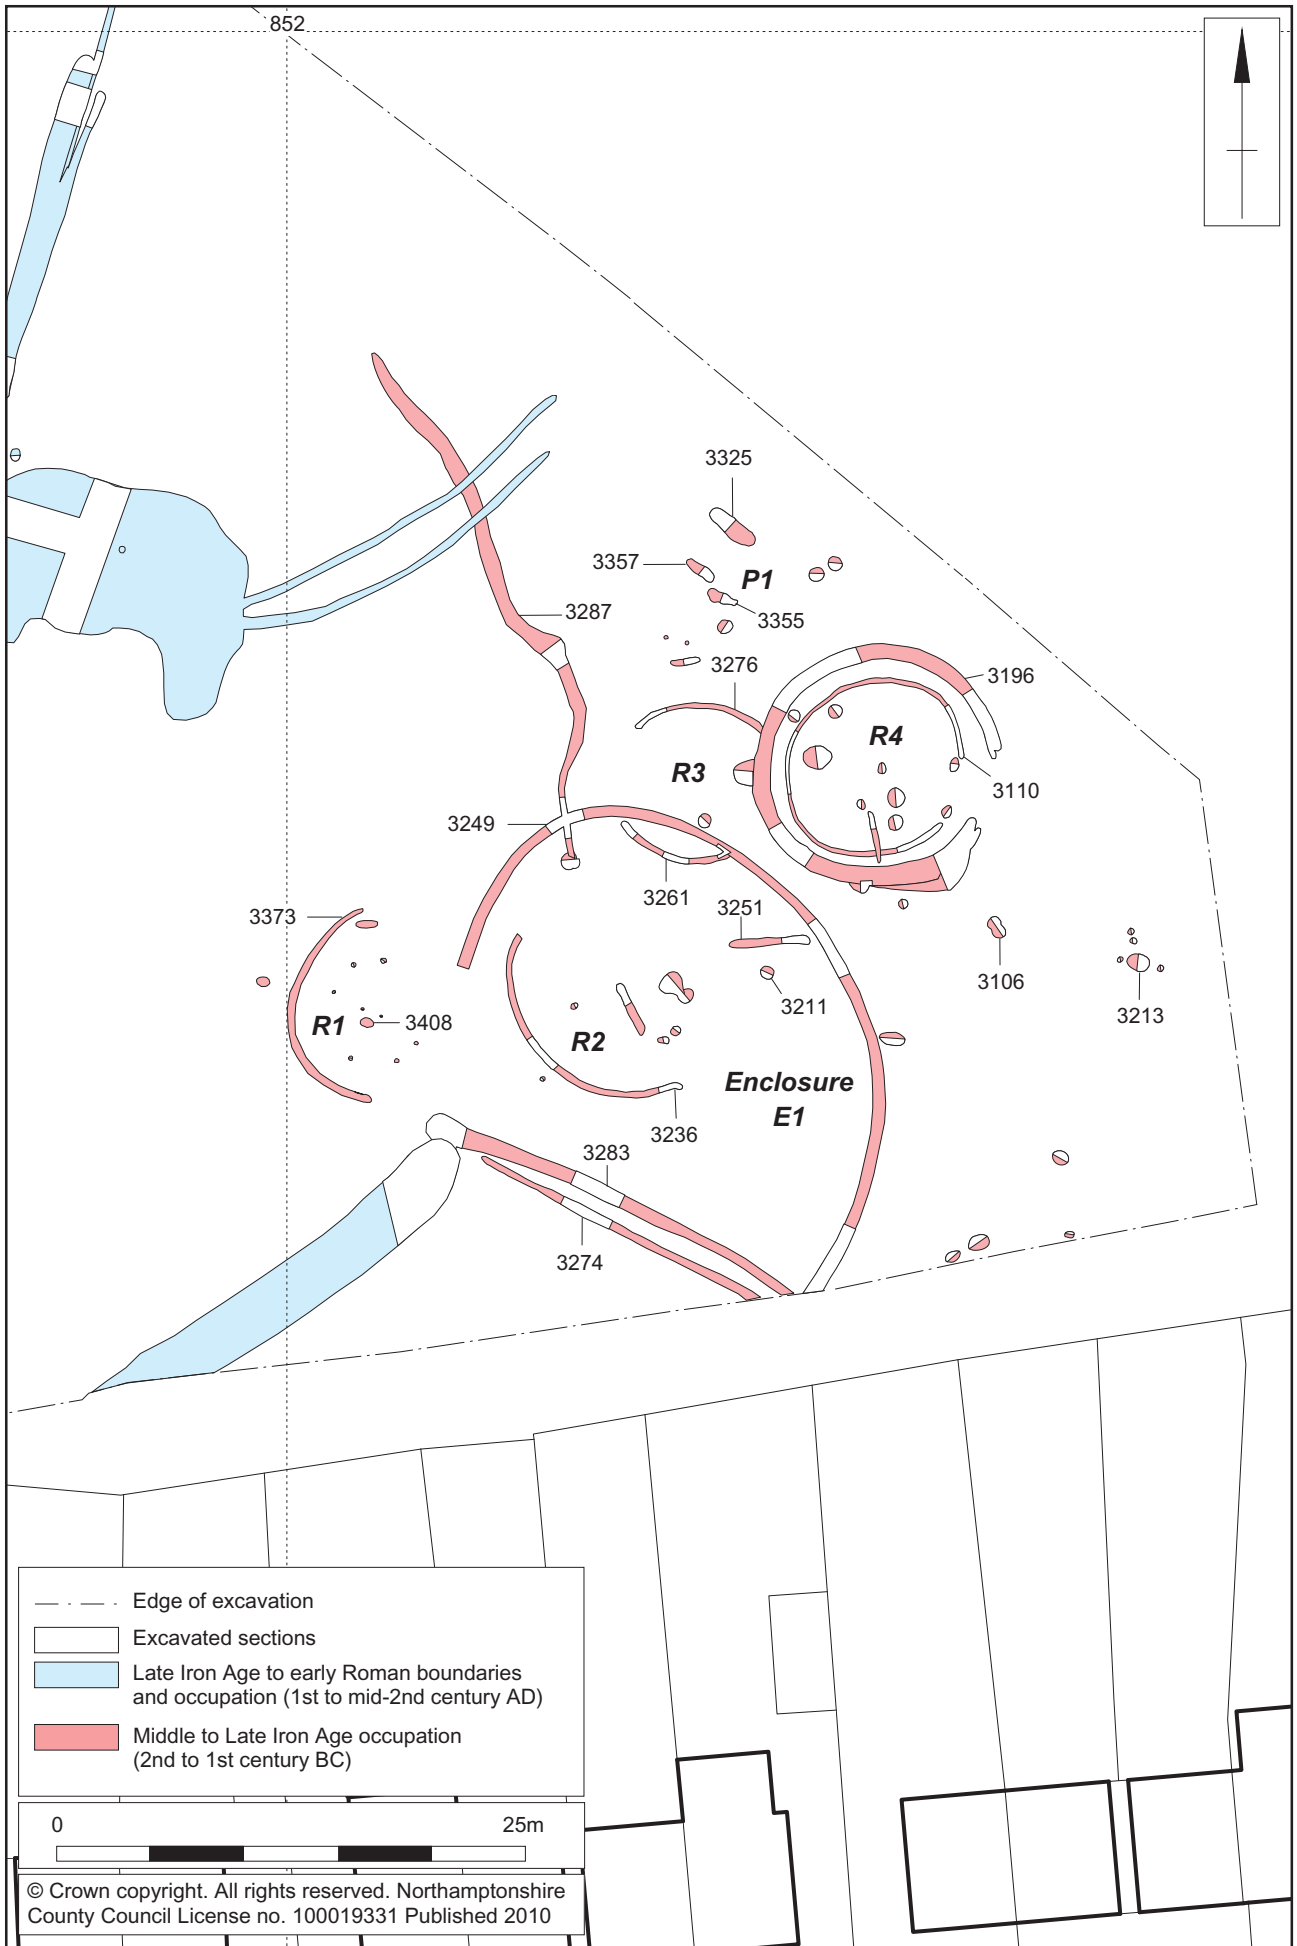 852
3325
3357
P1
3355
3287
3276
3196
R4
R3
3110
3249
3261
3251
3373
3106
3211
3213
R1
3408
R2
Enclosure
E1
3236
3283
3274
Edge of excavation
Excavated sections
Late Iron Age to early Roman boundaries
and occupation (1st to mid-2nd century AD)
Middle to Late Iron Age occupation
(2nd to 1st century BC)
0 25m
© Crown copyright. All rights reserved. Northamptonshire
County Council License no. 100019331 Published 2010